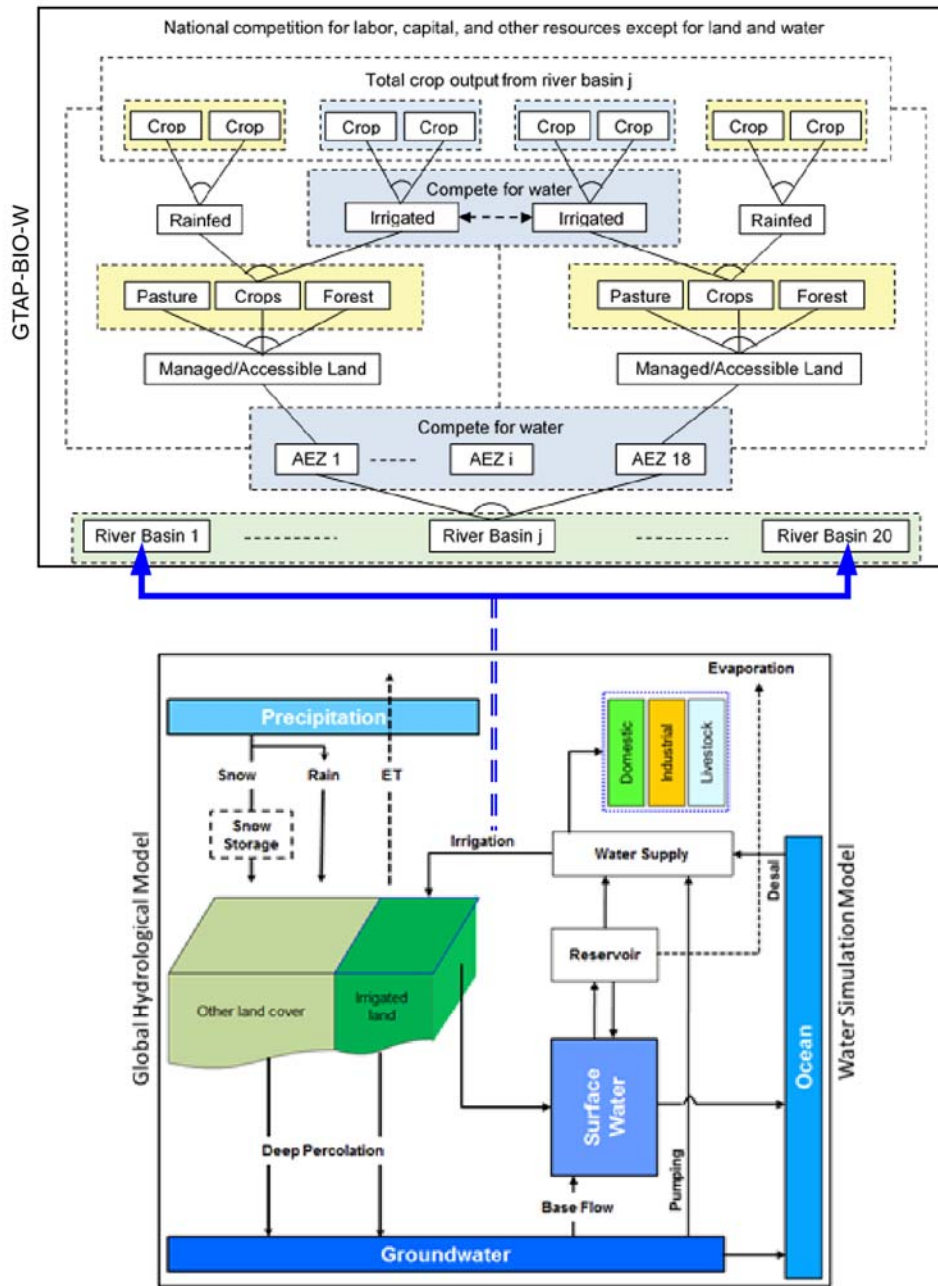 National competition for labor, capital, and other resources except for land and water
Total crop output from river basin j
Crop Crop Crop Crop Crop Crop Crop Crop
Compete for water
Rainfed Irrigated Irrigated Rainfed
GTAP-BIO-W
Pasture Crops Forest Pasture Crops Forest
Managed/Accessible Land Managed/Accessible Land
Compete for water
AEZ 1 AEZ i AEZ 18
River Basin 1 River Basin j River Basin 20
Evaporation
Precipitation
Domestic
Industrial
Livestock
Snow Rain ET
Snow
Storage
Irrigation
Water Supply
Desal
Global Hydrological Model
Water Simulation Model
Reservoir
Other land cover
Irrigated
land
Surface
Water
Ocean
Deep Percolation
Pumping
Base Flow
Groundwater